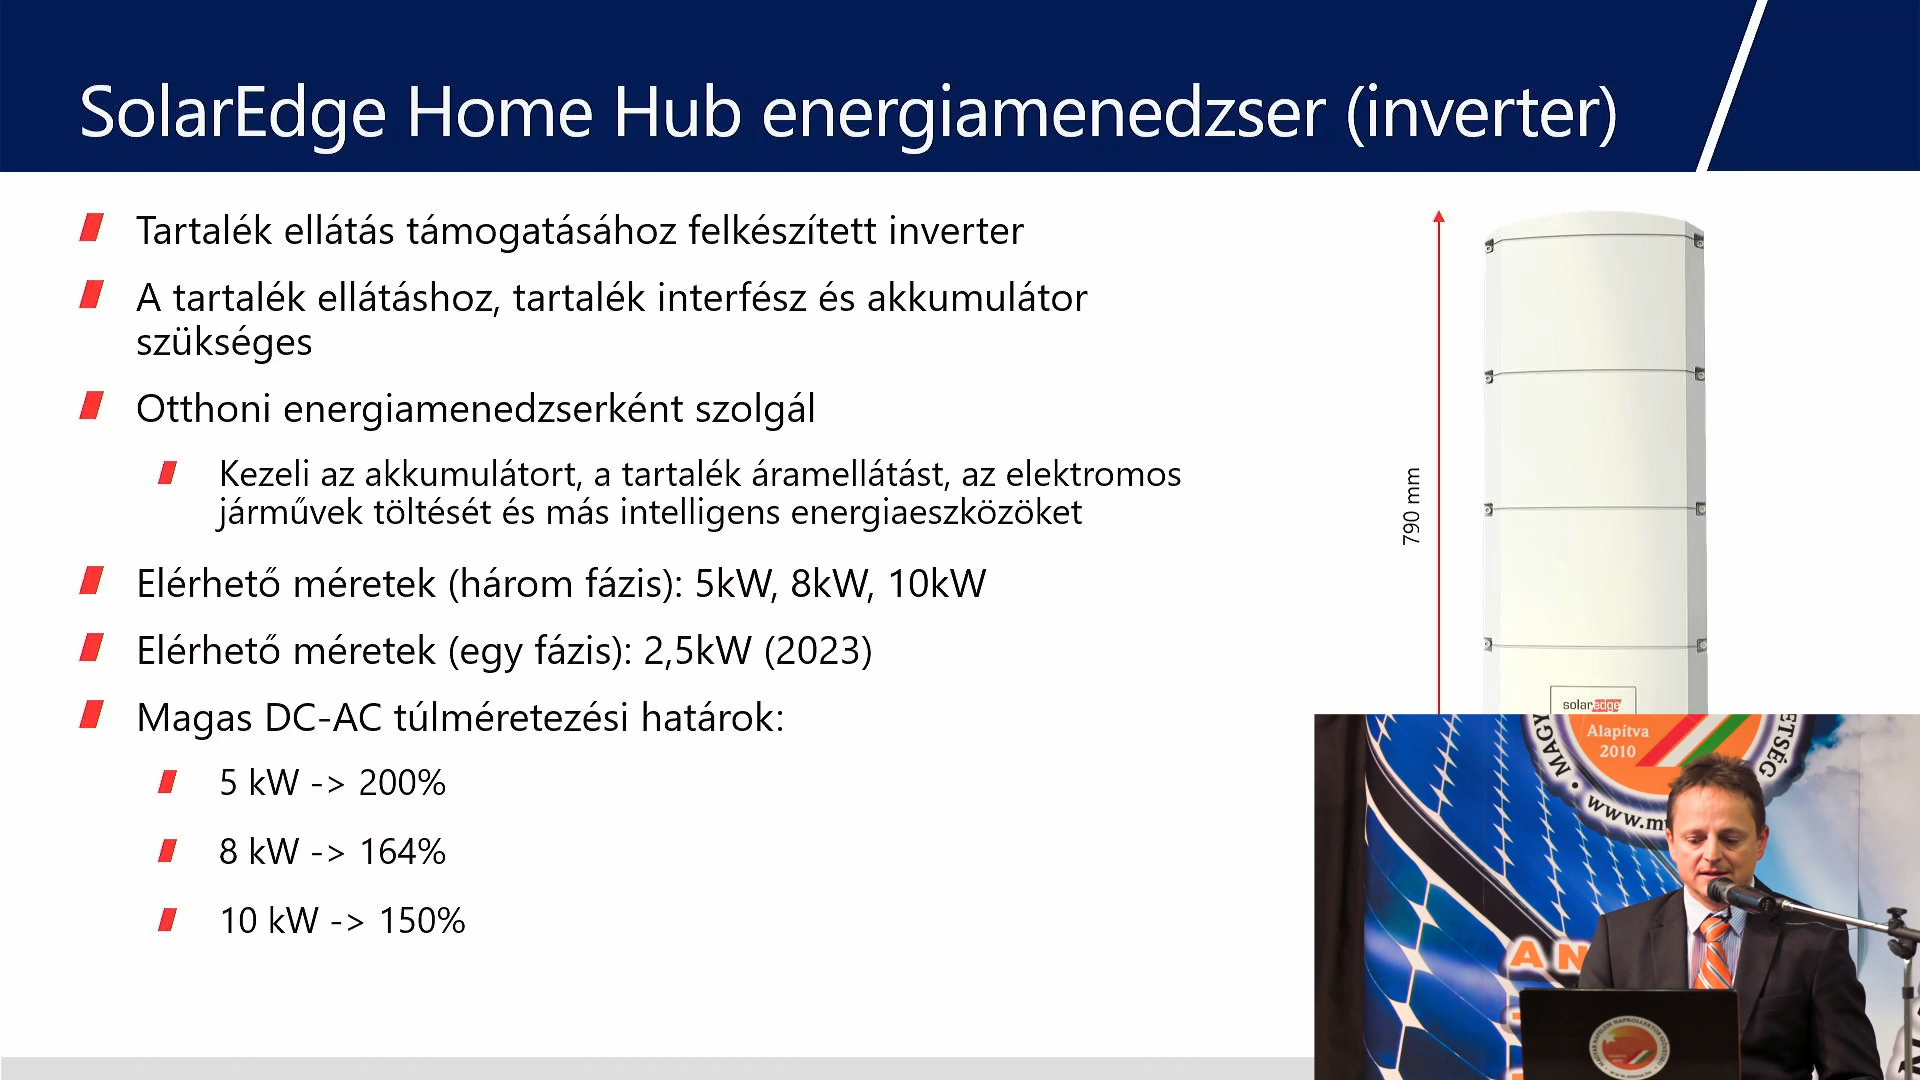 SolarEdge Home Hub energiamenedzser (inverter)
Tartalék ellátás támogatásához felkészített inverter
A tartalék ellátáshoz, tartalék interfész és akkumulátor
szükséges
Otthoni energiamenedzserként szolgál
Kezeli az akkumulátort, a tartalék áramellátást, az elektromos
járművek töltését és más intelligens energiaeszközöket
Elérhető méretek (három fázis): 5kW, 8kW, 10kW
Elérhető méretek (egy fázis): 2,5kW (2023)
Magas DC-AC túlméretezési határok:
5 kW -> 200%
8 kW -> 164%
10 kW -> 150%
790 mm
solaredge
Alapítva
2010
MAGY
ETSÉG
www.m
A N